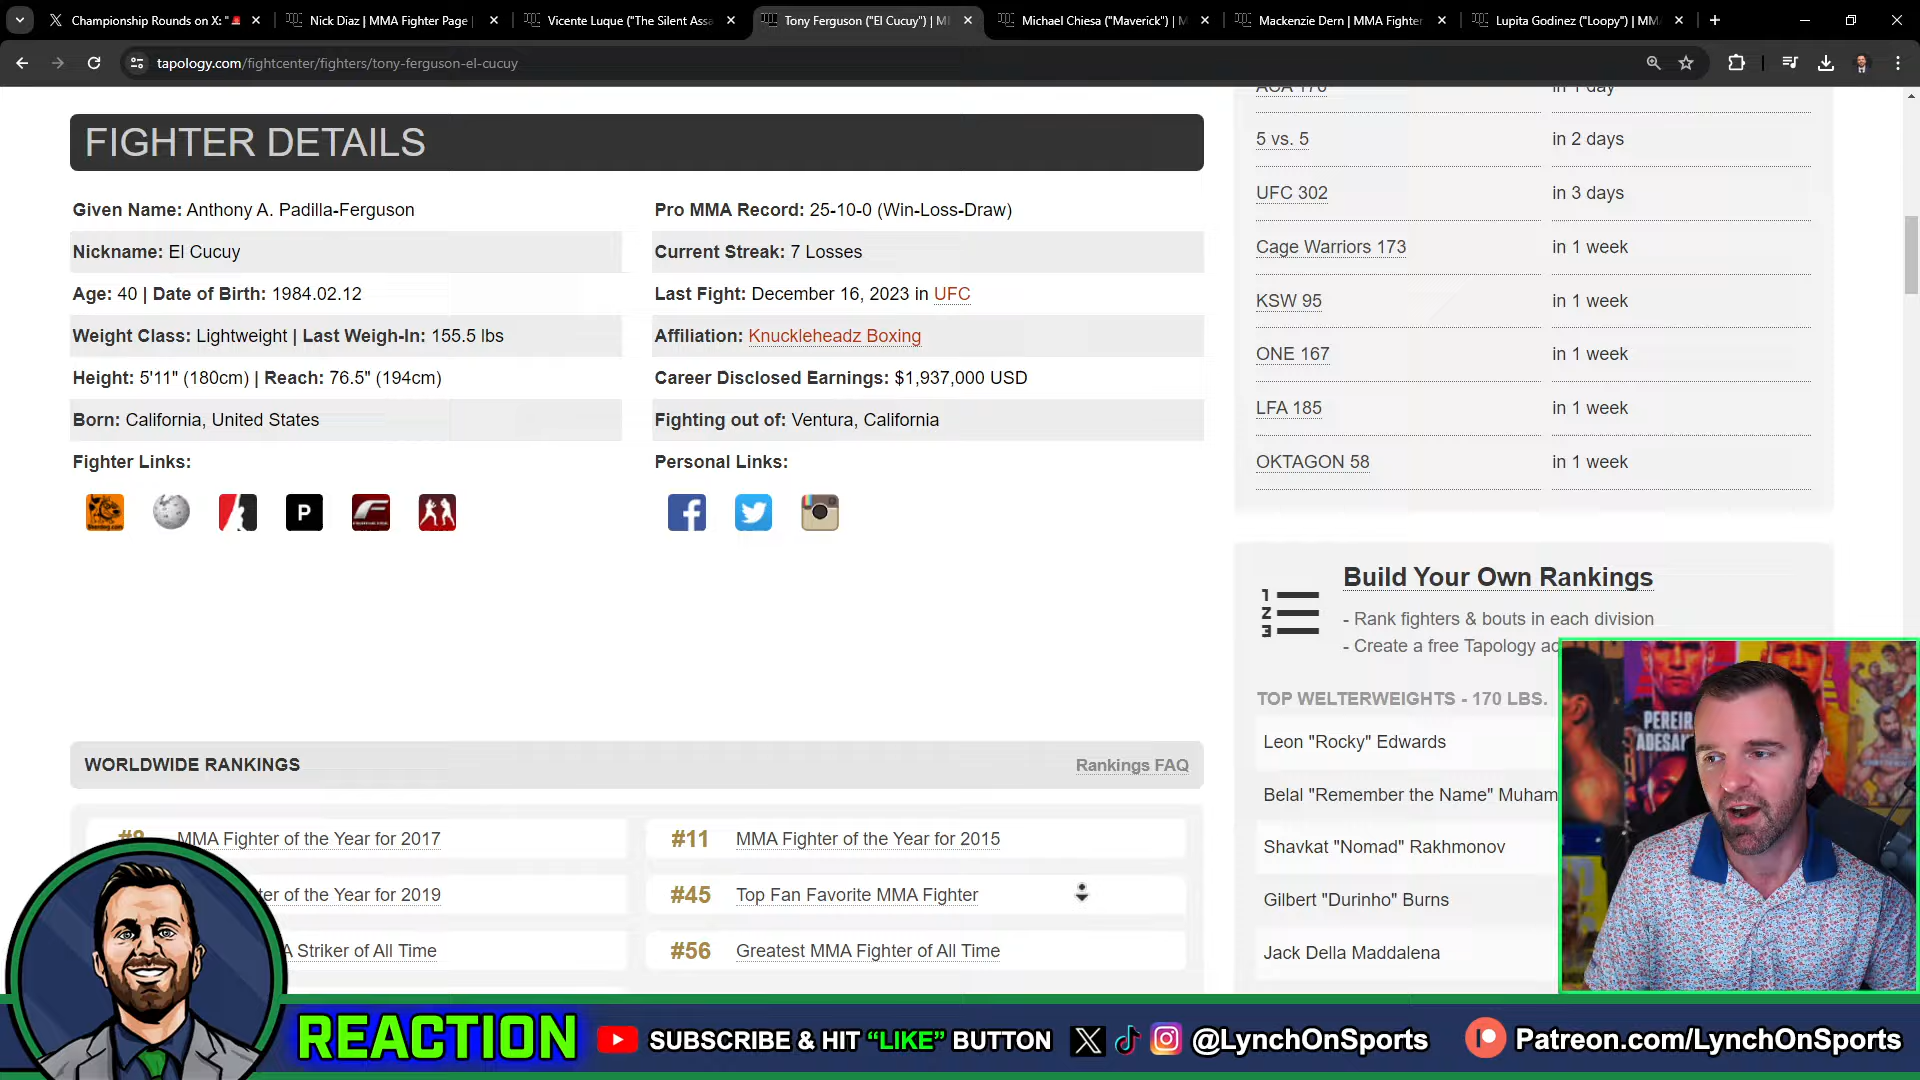 Championship Rounds on X: "🚨
Nick Diaz | MMA Fighter Page |
Vicente Luque ("The Silent Assa
Tony Ferguson ("El Cucuy") | M
Michael Chiesa ("Maverick") | M
Mackenzie Dern | MMA Fighter
Lupita Godinez ("Loopy") | MM
tapology.com/fightcenter/fighters/tony-ferguson-el-cucuy
FIGHTER DETAILS
Given Name: Anthony A. Padilla-Ferguson
Pro MMA Record: 25-10-0 (Win-Loss-Draw)
Nickname: El Cucuy
Current Streak: 7 Losses
Age: 40 | Date of Birth: 1984.02.12
Last Fight: December 16, 2023 in UFC
Weight Class: Lightweight | Last Weigh-In: 155.5 lbs
Affiliation: Knuckleheadz Boxing
Height: 5'11" (180cm) | Reach: 76.5" (194cm)
Career Disclosed Earnings: $1,937,000 USD
Born: California, United States
Fighting out of: Ventura, California
Fighter Links:
Personal Links:
P
WORLDWIDE RANKINGS
Rankings FAQ
MMA Fighter of the Year for 2017
#11 MMA Fighter of the Year for 2015
er of the Year for 2019
#45 Top Fan Favorite MMA Fighter
A Striker of All Time
#56 Greatest MMA Fighter of All Time
in 1 day
5 vs. 5 in 2 days
UFC 302 in 3 days
Cage Warriors 173 in 1 week
KSW 95 in 1 week
ONE 167 in 1 week
LFA 185 in 1 week
OKTAGON 58 in 1 week
1
2
3
Build Your Own Rankings
- Rank fighters & bouts in each division
- Create a free Tapology ac
TOP WELTERWEIGHTS - 170 LBS.
Leon "Rocky" Edwards
Belal "Remember the Name" Muham
Shavkat "Nomad" Rakhmonov
Gilbert "Durinho" Burns
Jack Della Maddalena
PEREIR
ADESA
REACTION
SUBSCRIBE & HIT “LIKE” BUTTON
@LynchOnSports
Patreon.com/LynchOnSports